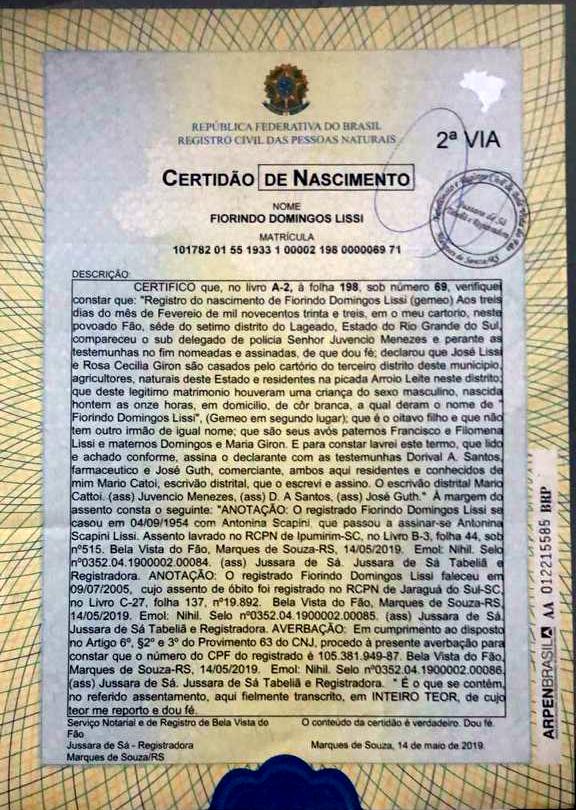 REPÚBLICA FEDERATIVA DO BRASIL
REGISTRO CIVIL DAS PESSOAS NATURAIS
2ª VIA
CERTIDÃO DE NASCIMENTO
NOME
FIORINDO DOMINGOS LISSI
MATRÍCULA
101782 01 55 1933 1 00002 198 0000069 71
Jussara de Sá
Tabeliã e Registradora
Marques de Souza/RS
DESCRIÇÃO:
CERTIFICO que, no livro A-2, à folha 198, sob número 69, verifiquei
constar que: "Registro do nascimento de Fiorindo Domingos Lissi (gemeo) Aos treis
dias do mês de Fevereiro de mil novecentos trinta e treis, em o meu cartorio, neste
povoado Fão, séde do setimo distrito do Lageado, Estado do Rio Grande do Sul,
compareceu o sub delegado de policia Senhor Juvencio Menezes e perante as
testemunhas no fim nomeadas e assinadas, de que dou fé; declarou que José Lissi
e Rosa Cecilia Giron são casados pelo cartório do terceiro distrito deste municipio,
agricultores, naturais deste Estado e residentes na picada Arroio Leite neste distrito;
que deste legitimo matrimonio houveram uma criança do sexo masculino, nascida
hontem as onze horas, em domicilio, de côr branca, a qual deram o nome de "
Fiorindo Domingos Lissi", (Gemeo em segundo lugar); que é o oitavo filho e que não
tem outro irmão de igual nome; que são seus avós paternos Francisco e Filomena
Lissi e maternos Domingos e Maria Giron. E para constar lavrei este termo, que lido
e achado conforme, assina o declarante com as testemunhas Dorival A. Santos,
farmaceutico e José Guth, comerciante, ambos aqui residentes e conhecidos de
mim Mario Catoi, escrivão distrital, que o escrevi e assino. O escrivão distrital Mario
Cattoi. (ass) Juvencio Menezes, (ass) D. A Santos, (ass) José Guth." À margem do
assento consta o seguinte: "ANOTAÇÃO: O registrado Fiorindo Domingos Lissi se
casou em 04/09/1954 com Antonina Scapini, que passou a assinar-se Antonina
Scapini Lissi. Assento lavrado no RCPN de Ipumirim-SC, no Livro B-3, folha 44, sob
nº515. Bela Vista do Fão, Marques de Souza-RS, 14/05/2019. Emol: Nihil. Selo
nº0352.04.1900002.00084. (ass) Jussara de Sá. Jussara de Sá Tabeliã e
Registradora. ANOTAÇÃO: O registrado Fiorindo Domingos Lissi faleceu em
09/07/2005, cujo assento de óbito foi registrado no RCPN de Jaraguá do Sul-SC,
no Livro C-27, folha 137, nº19.892. Bela Vista do Fão, Marques de Souza-RS,
14/05/2019. Emol: Nihil. Selo nº0352.04.1900002.00085. (ass) Jussara de Sá.
Jussara de Sá Tabeliã e Registradora. AVERBAÇÃO: Em cumprimento ao disposto
no Artigo 6º, §2º e 3º do Provimento 63 do CNJ, procedo à presente averbação para
constar que o número do CPF do registrado é 105.381.949-87. Bela Vista do Fão,
Marques de Souza-RS, 14/05/2019. Emol: Nihil. Selo nº0352.04.1900002.00086.
(ass) Jussara de Sá. Jussara de Sá Tabeliã e Registradora. " É O que se contém,
no referido assentamento, aqui fielmente transcrito, em INTEIRO TEOR, de cujo
teor me reporto e dou fé.
Serviço Notarial e de Registro de Bela Vista do
Fão
Jussara de Sá - Registradora
Marques de Souza/RS
O conteúdo da certidão é verdadeiro. Dou fé.
Marques de Souza, 14 de maio de 2019.
ARPENBRASIL AA 012215585 BRP